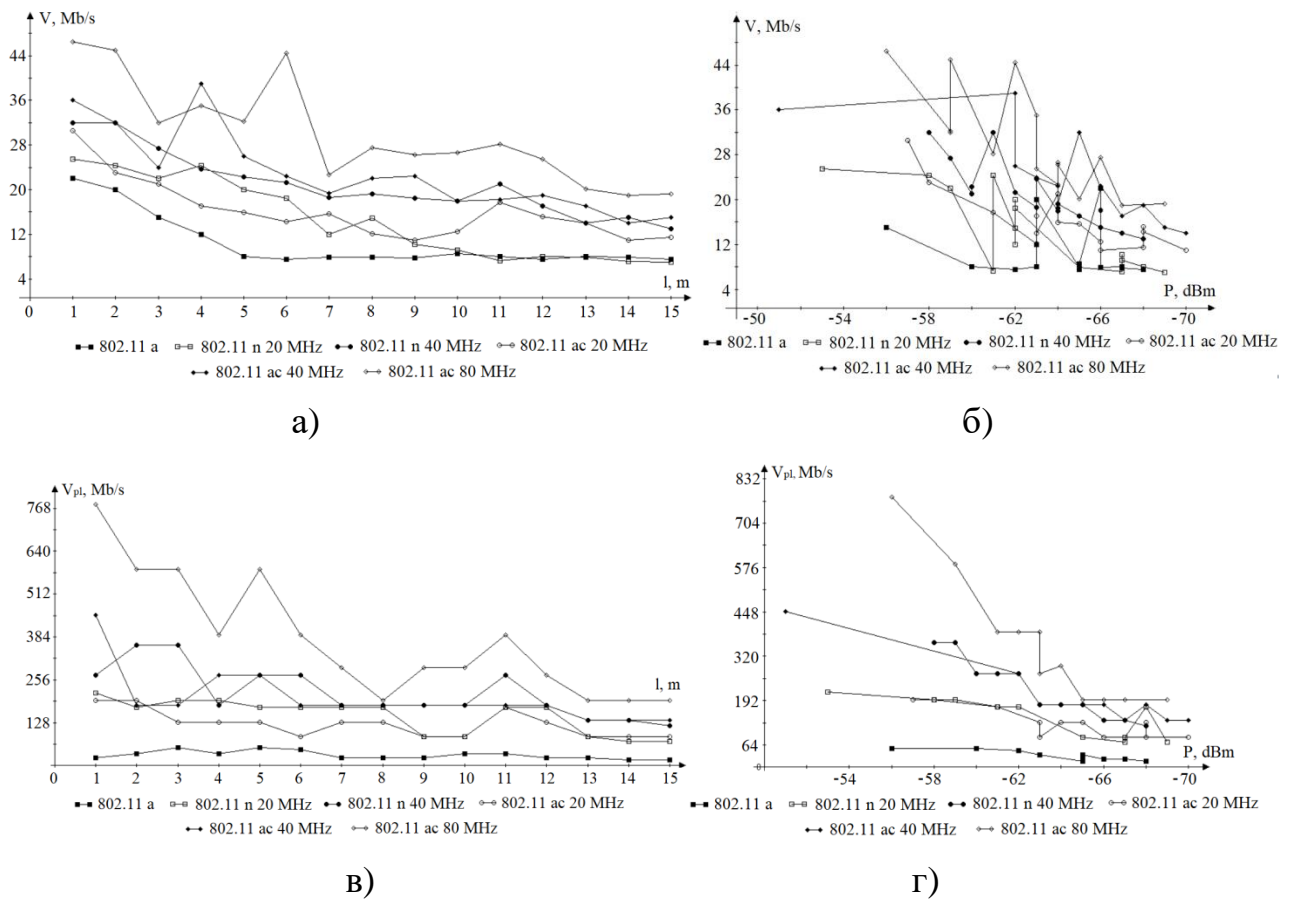 V, Mb/s
44
36
28
20
12
4
l, m
0 1 2 3 4 5 6 7 8 9 10 11 12 13 14 15
802.11 a 802.11 n 20 MHz 802.11 n 40 MHz 802.11 ac 20 MHz
802.11 ac 40 MHz 802.11 ac 80 MHz
а)
V, Mb/s
44
36
28
20
12
4
P, dBm
-50 -54 -58 -62 -66 -70
802.11 a 802.11 n 20 MHz 802.11 n 40 MHz 802.11 ac 20 MHz
802.11 ac 40 MHz 802.11 ac 80 MHz
б)
Vpl, Mb/s
768
640
512
384
256
128
l, m
0 1 2 3 4 5 6 7 8 9 10 11 12 13 14 15
802.11 a 802.11 n 20 MHz 802.11 n 40 MHz 802.11 ac 20 MHz
802.11 ac 40 MHz 802.11 ac 80 MHz
в)
Vpl, Mb/s
832
704
576
448
320
192
64
0
P, dBm
-54 -58 -62 -66 -70
802.11 a 802.11 n 20 MHz 802.11 n 40 MHz 802.11 ac 20 MHz
802.11 ac 40 MHz 802.11 ac 80 MHz
г)